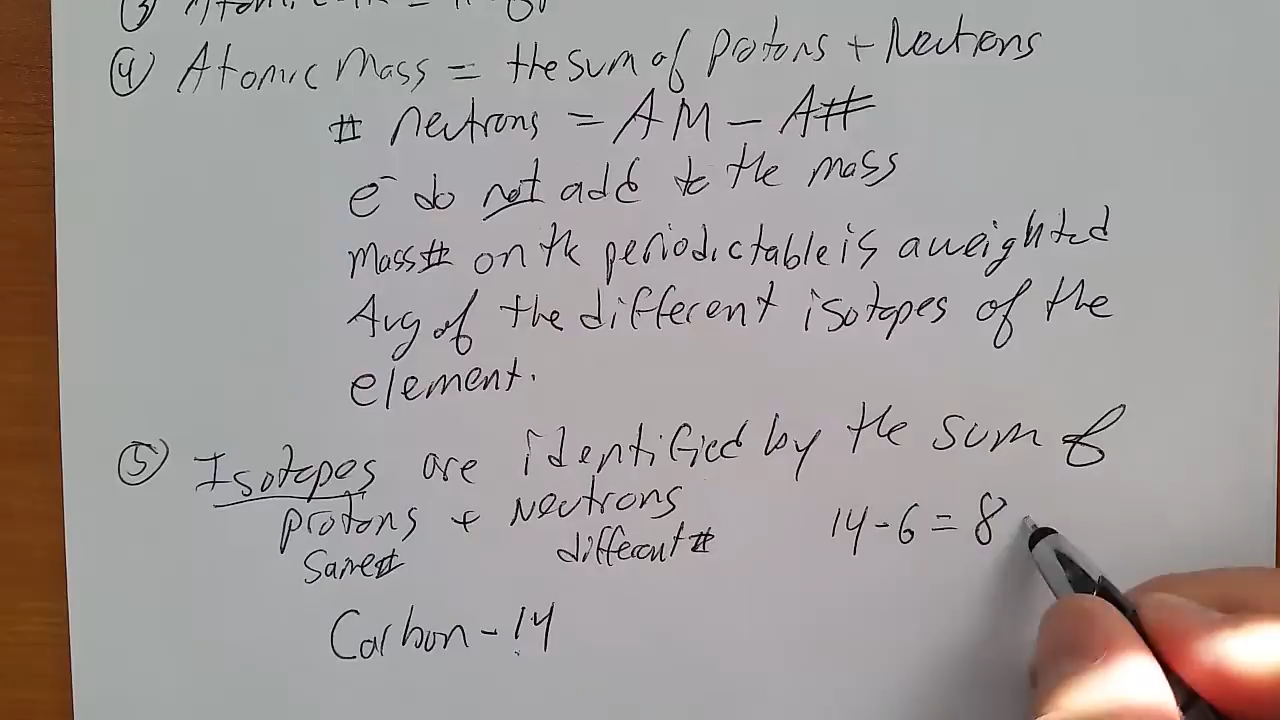 ③
④ Atomic Mass = the sum of protons + Neutrons
# neutrons = AM - A#
e⁻ do not add to the mass
Mass# on the periodic table is a weighted
Avg of the different isotopes of the
element.
⑤ Isotopes are identified by the sum of
protons + Neutrons
same# different #
14-6=8
Carbon-14